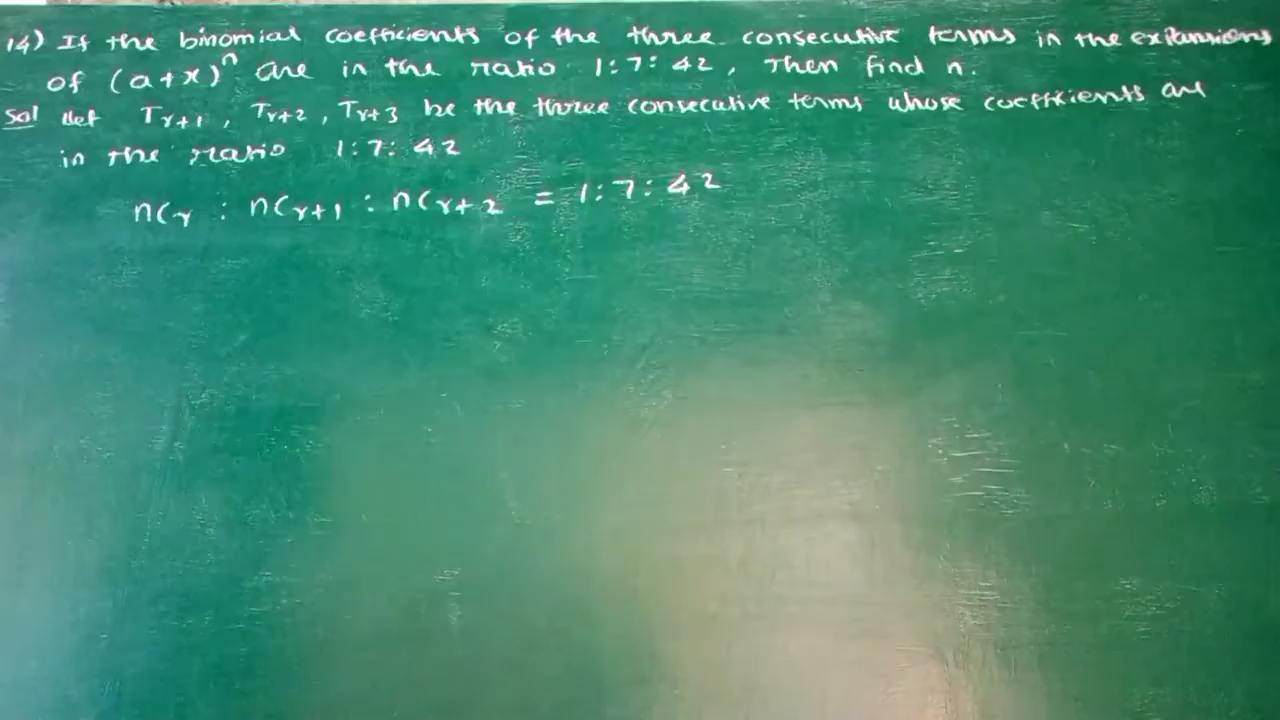 14) If the binomial coefficients of the three consecutive terms in the expansions
of (a+x)^n are in the ratio 1:7:42, Then find n.
Sol Let T_{r+1}, T_{r+2}, T_{r+3} be the three consecutive terms whose coefficients are
in the ratio 1:7:42
nC_r : nC_{r+1} : nC_{r+2} = 1:7:42